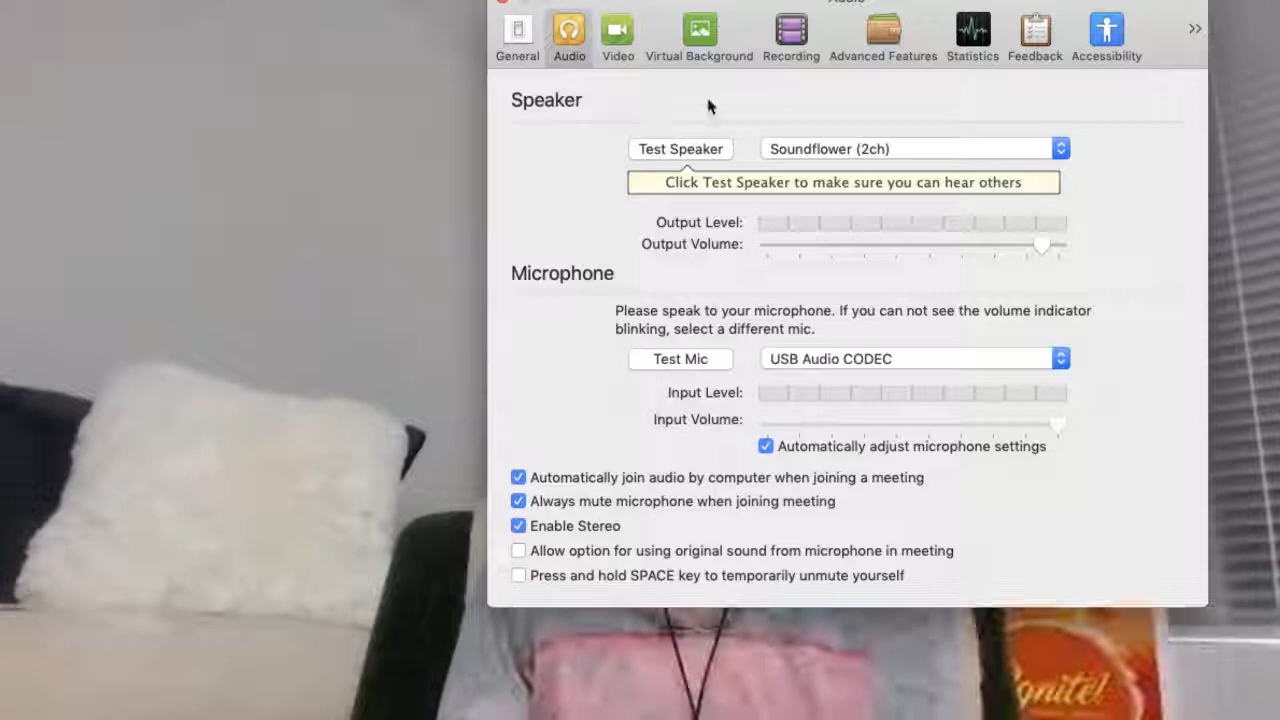 Audio
General Audio Video Virtual Background Recording Advanced Features Statistics Feedback Accessibility
Speaker
Test Speaker Soundflower (2ch)
Click Test Speaker to make sure you can hear others
Output Level:
Output Volume:
Microphone
Please speak to your microphone. If you can not see the volume indicator
blinking, select a different mic.
Test Mic USB Audio CODEC
Input Level:
Input Volume:
Automatically adjust microphone settings
Automatically join audio by computer when joining a meeting
Always mute microphone when joining meeting
Enable Stereo
Allow option for using original sound from microphone in meeting
Press and hold SPACE key to temporarily unmute yourself
Ignite!